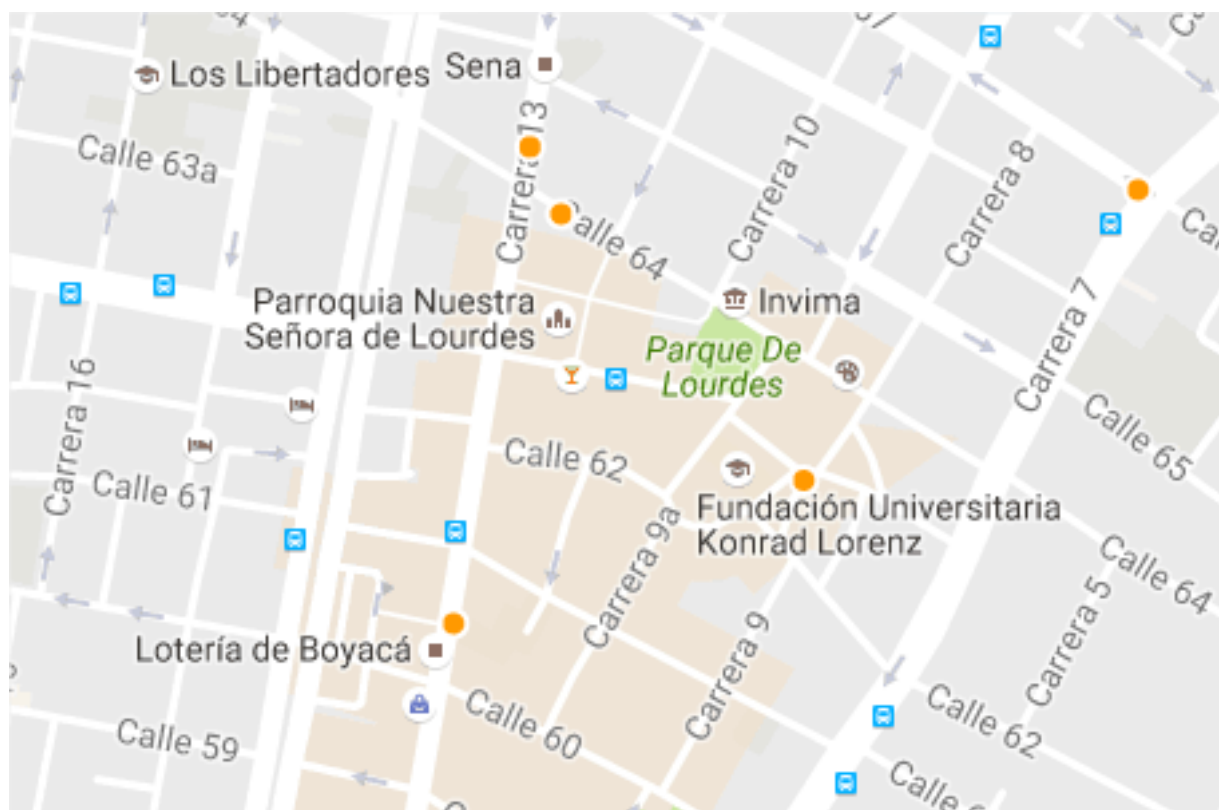 Los Libertadores
Sena
Calle 63a
Carrera 13
Carrera 10
Carrera 8
Calle 64
Carrera 7
Parroquia Nuestra
Señora de Lourdes
Invima
Parque De
Lourdes
Carrera 16
Calle 65
Calle 62
Calle 61
Fundación Universitaria
Konrad Lorenz
Carrera 9a
Calle 64
Carrera 5
Carrera 9
Lotería de Boyacá
Calle 60
Calle 62
Calle 59